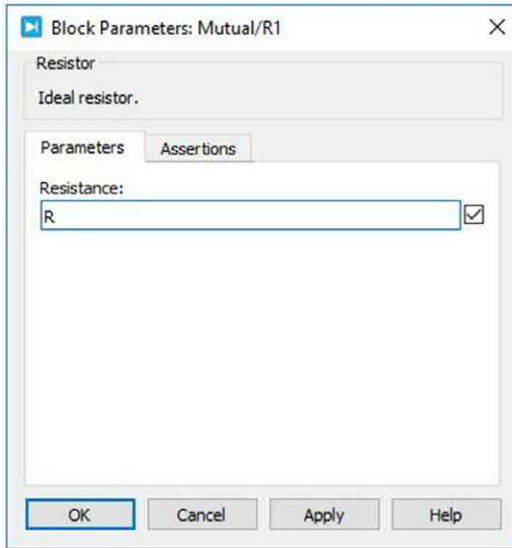 Block Parameters: Mutual/R1
Resistor
Ideal resistor.
Parameters Assertions
Resistance:
R
OK Cancel Apply Help